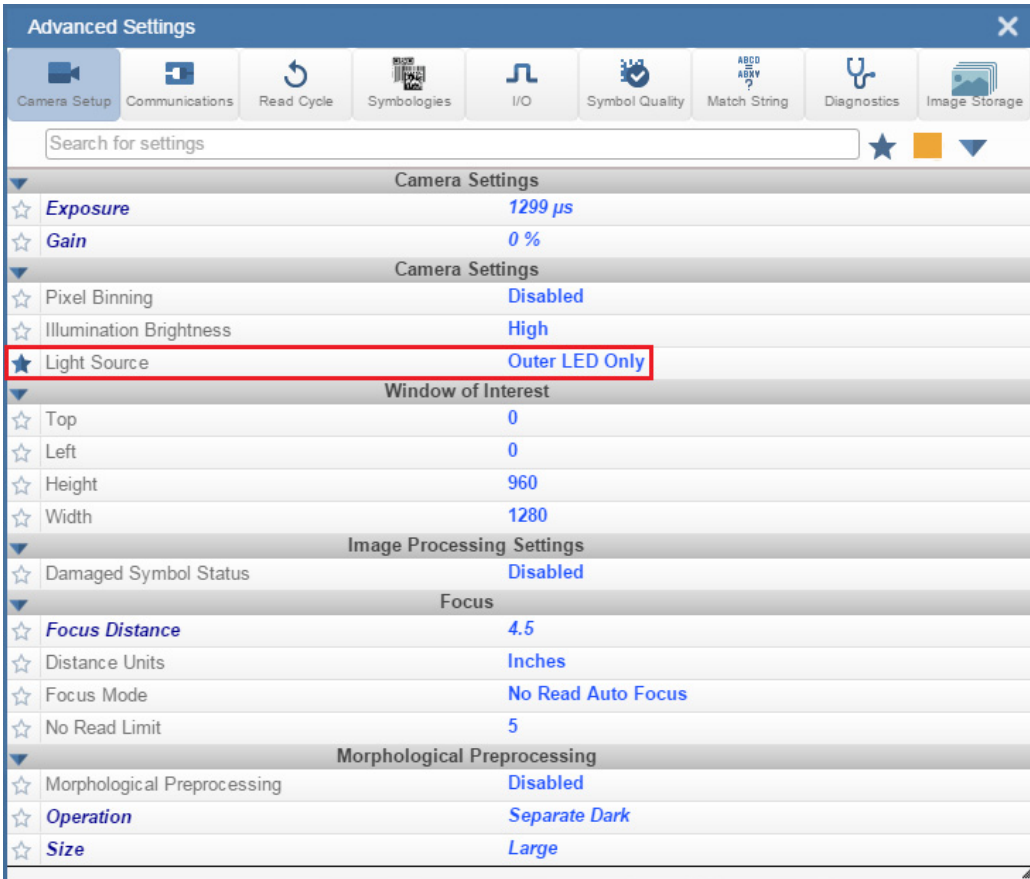 Advanced Settings
Camera Setup Communications Read Cycle Symbologies I/O Symbol Quality ABCD = ABXY ? Match String Diagnostics Image Storage
Search for settings
Camera Settings
Exposure 1299 µs
Gain 0 %
Camera Settings
Pixel Binning Disabled
Illumination Brightness High
Light Source Outer LED Only
Window of Interest
Top 0
Left 0
Height 960
Width 1280
Image Processing Settings
Damaged Symbol Status Disabled
Focus
Focus Distance 4.5
Distance Units Inches
Focus Mode No Read Auto Focus
No Read Limit 5
Morphological Preprocessing
Morphological Preprocessing Disabled
Operation Separate Dark
Size Large